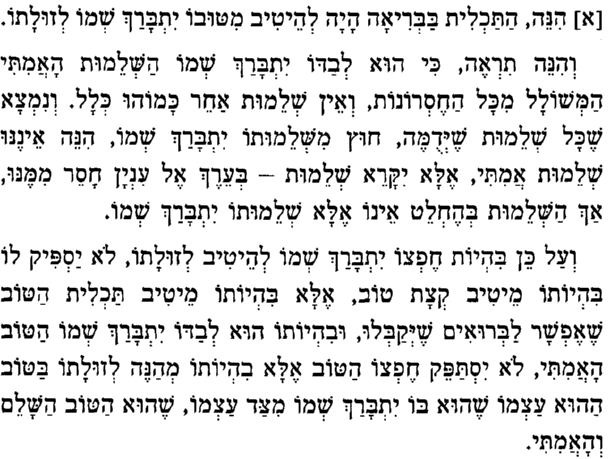 [א] הִנֵּה, הַתַּכְלִית בַּבְּרִיאָה הָיָה לְהֵיטִיב מִטּוּבוֹ יִתְבָּרַךְ שְׁמוֹ לְזוּלָתוֹ.
וְהִנֵּה תִרְאֶה, כִּי הוּא לְבַדּוֹ יִתְבָּרַךְ שְׁמוֹ הַשְּׁלֵמוּת הָאֲמִתִּי
הַמְשׁוֹלָל מִכָּל הַחֶסְרוֹנוֹת, וְאֵין שְׁלֵמוּת אַחֵר כָּמוֹהוּ כְּלָל. וְנִמְצָא
שֶׁכָּל שְׁלֵמוּת שֶׁיְּדֻמֶּה, חוּץ מִשְּׁלֵמוּתוֹ יִתְבָּרַךְ שְׁמוֹ, הִנֵּה אֵינֶנּוּ
שְׁלֵמוּת אֲמִתִּי, אֶלָּא יִקָּרֵא שְׁלֵמוּת – בְּעֵרֶךְ אֶל עִנְיָן חָסֵר מִמֶּנּוּ,
אַךְ הַשְּׁלֵמוּת בְּהֶחְלֵט אֵינוֹ אֶלָּא שְׁלֵמוּתוֹ יִתְבָּרַךְ שְׁמוֹ.
וְעַל כֵּן בִּהְיוֹת חֶפְצוֹ יִתְבָּרַךְ שְׁמוֹ לְהֵיטִיב לְזוּלָתוֹ, לֹא יַסְפִּיק לוֹ
בִּהְיוֹתוֹ מֵיטִיב קְצָת טוֹב, אֶלָּא בִּהְיוֹתוֹ מֵיטִיב תַּכְלִית הַטּוֹב
שֶׁאֶפְשָׁר לַבְּרוּאִים שֶׁיְּקַבְּלוּ, וּבִהְיוֹתוֹ הוּא לְבַדּוֹ יִתְבָּרַךְ שְׁמוֹ הַטּוֹב
הָאֲמִתִּי, לֹא יִסְתַּפֵּק חֶפְצוֹ הַטּוֹב אֶלָּא בִהְיוֹתוֹ מְהַנֶּה לְזוּלָתוֹ בַּטּוֹב
הַהוּא עַצְמוֹ שֶׁהוּא בּוֹ יִתְבָּרַךְ שְׁמוֹ מִצַּד עַצְמוֹ, שֶׁהוּא הַטּוֹב הַשָּׁלֵם
וְהָאֲמִתִּי.